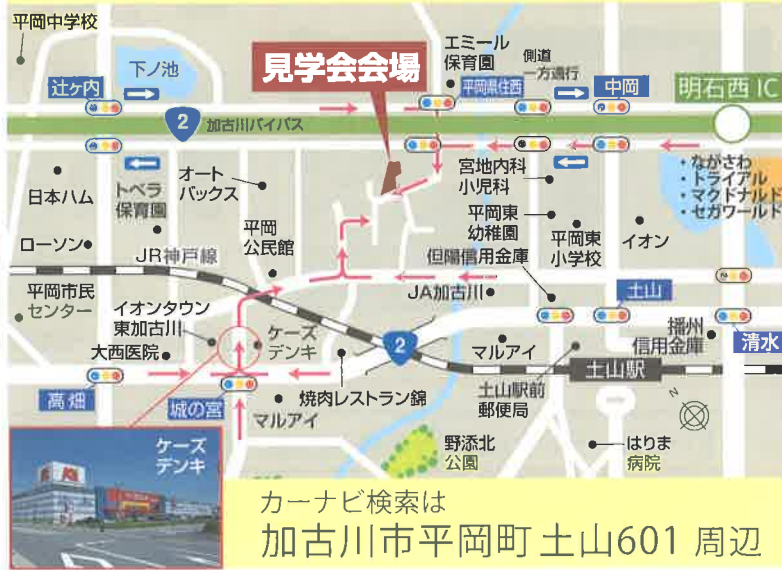 平岡中学校
辻ヶ内
下ノ池
見学会会場
エミール
保育園
平岡県住西
側道
一方通行
中岡
明石西IC
2
加古川バイパス
・ながさわ
・トライアル
・マクドナルド
・セガワールド
日本ハム
トベラ
保育園
オート
バックス
宮地内科
小児科
平岡東
幼稚園
平岡東
小学校
イオン
ローソン
JR神戸線
平岡
公民館
但陽信用金庫
平岡市民
センター
イオンタウン
東加古川
JA加古川
土山
大西医院
ケーズ
デンキ
2
マルアイ
播州
信用金庫
清水
土山駅
高畑
城の宮
焼肉レストラン錦
土山駅前
郵便局
N
マルアイ
ケーズ
デンキ
野添北
公園
はりま
病院
カーナビ検索は
加古川市平岡町 土山601 周辺